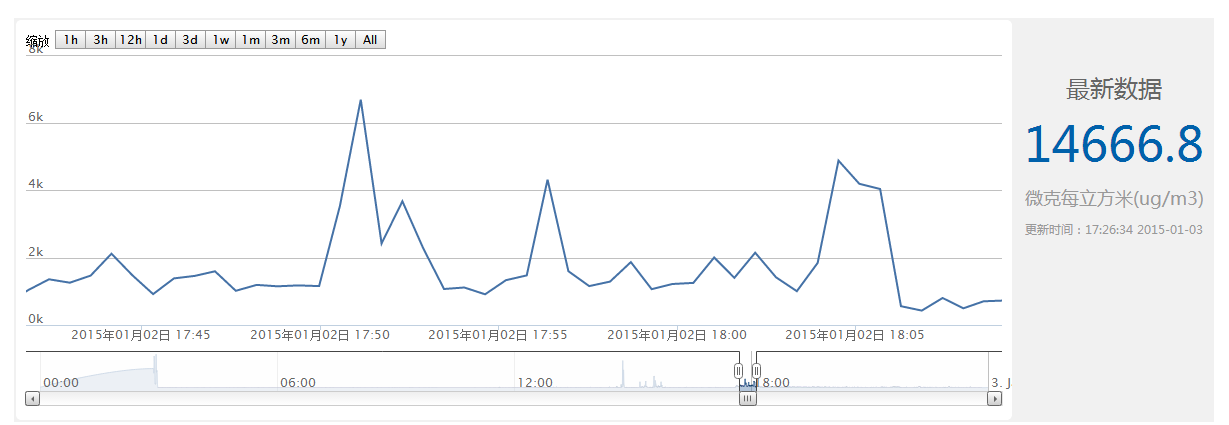 缩放 1h 3h 12h 1d 3d 1w 1m 3m 6m 1y All
8k
6k
4k
2k
0k
2015年01月02日 17:45 2015年01月02日 17:50 2015年01月02日 17:55 2015年01月02日 18:00 2015年01月02日 18:05
00:00 06:00 12:00 8:00 3. J
最新数据
14666.8
微克每立方米(ug/m3)
更新时间：17:26:34 2015-01-03